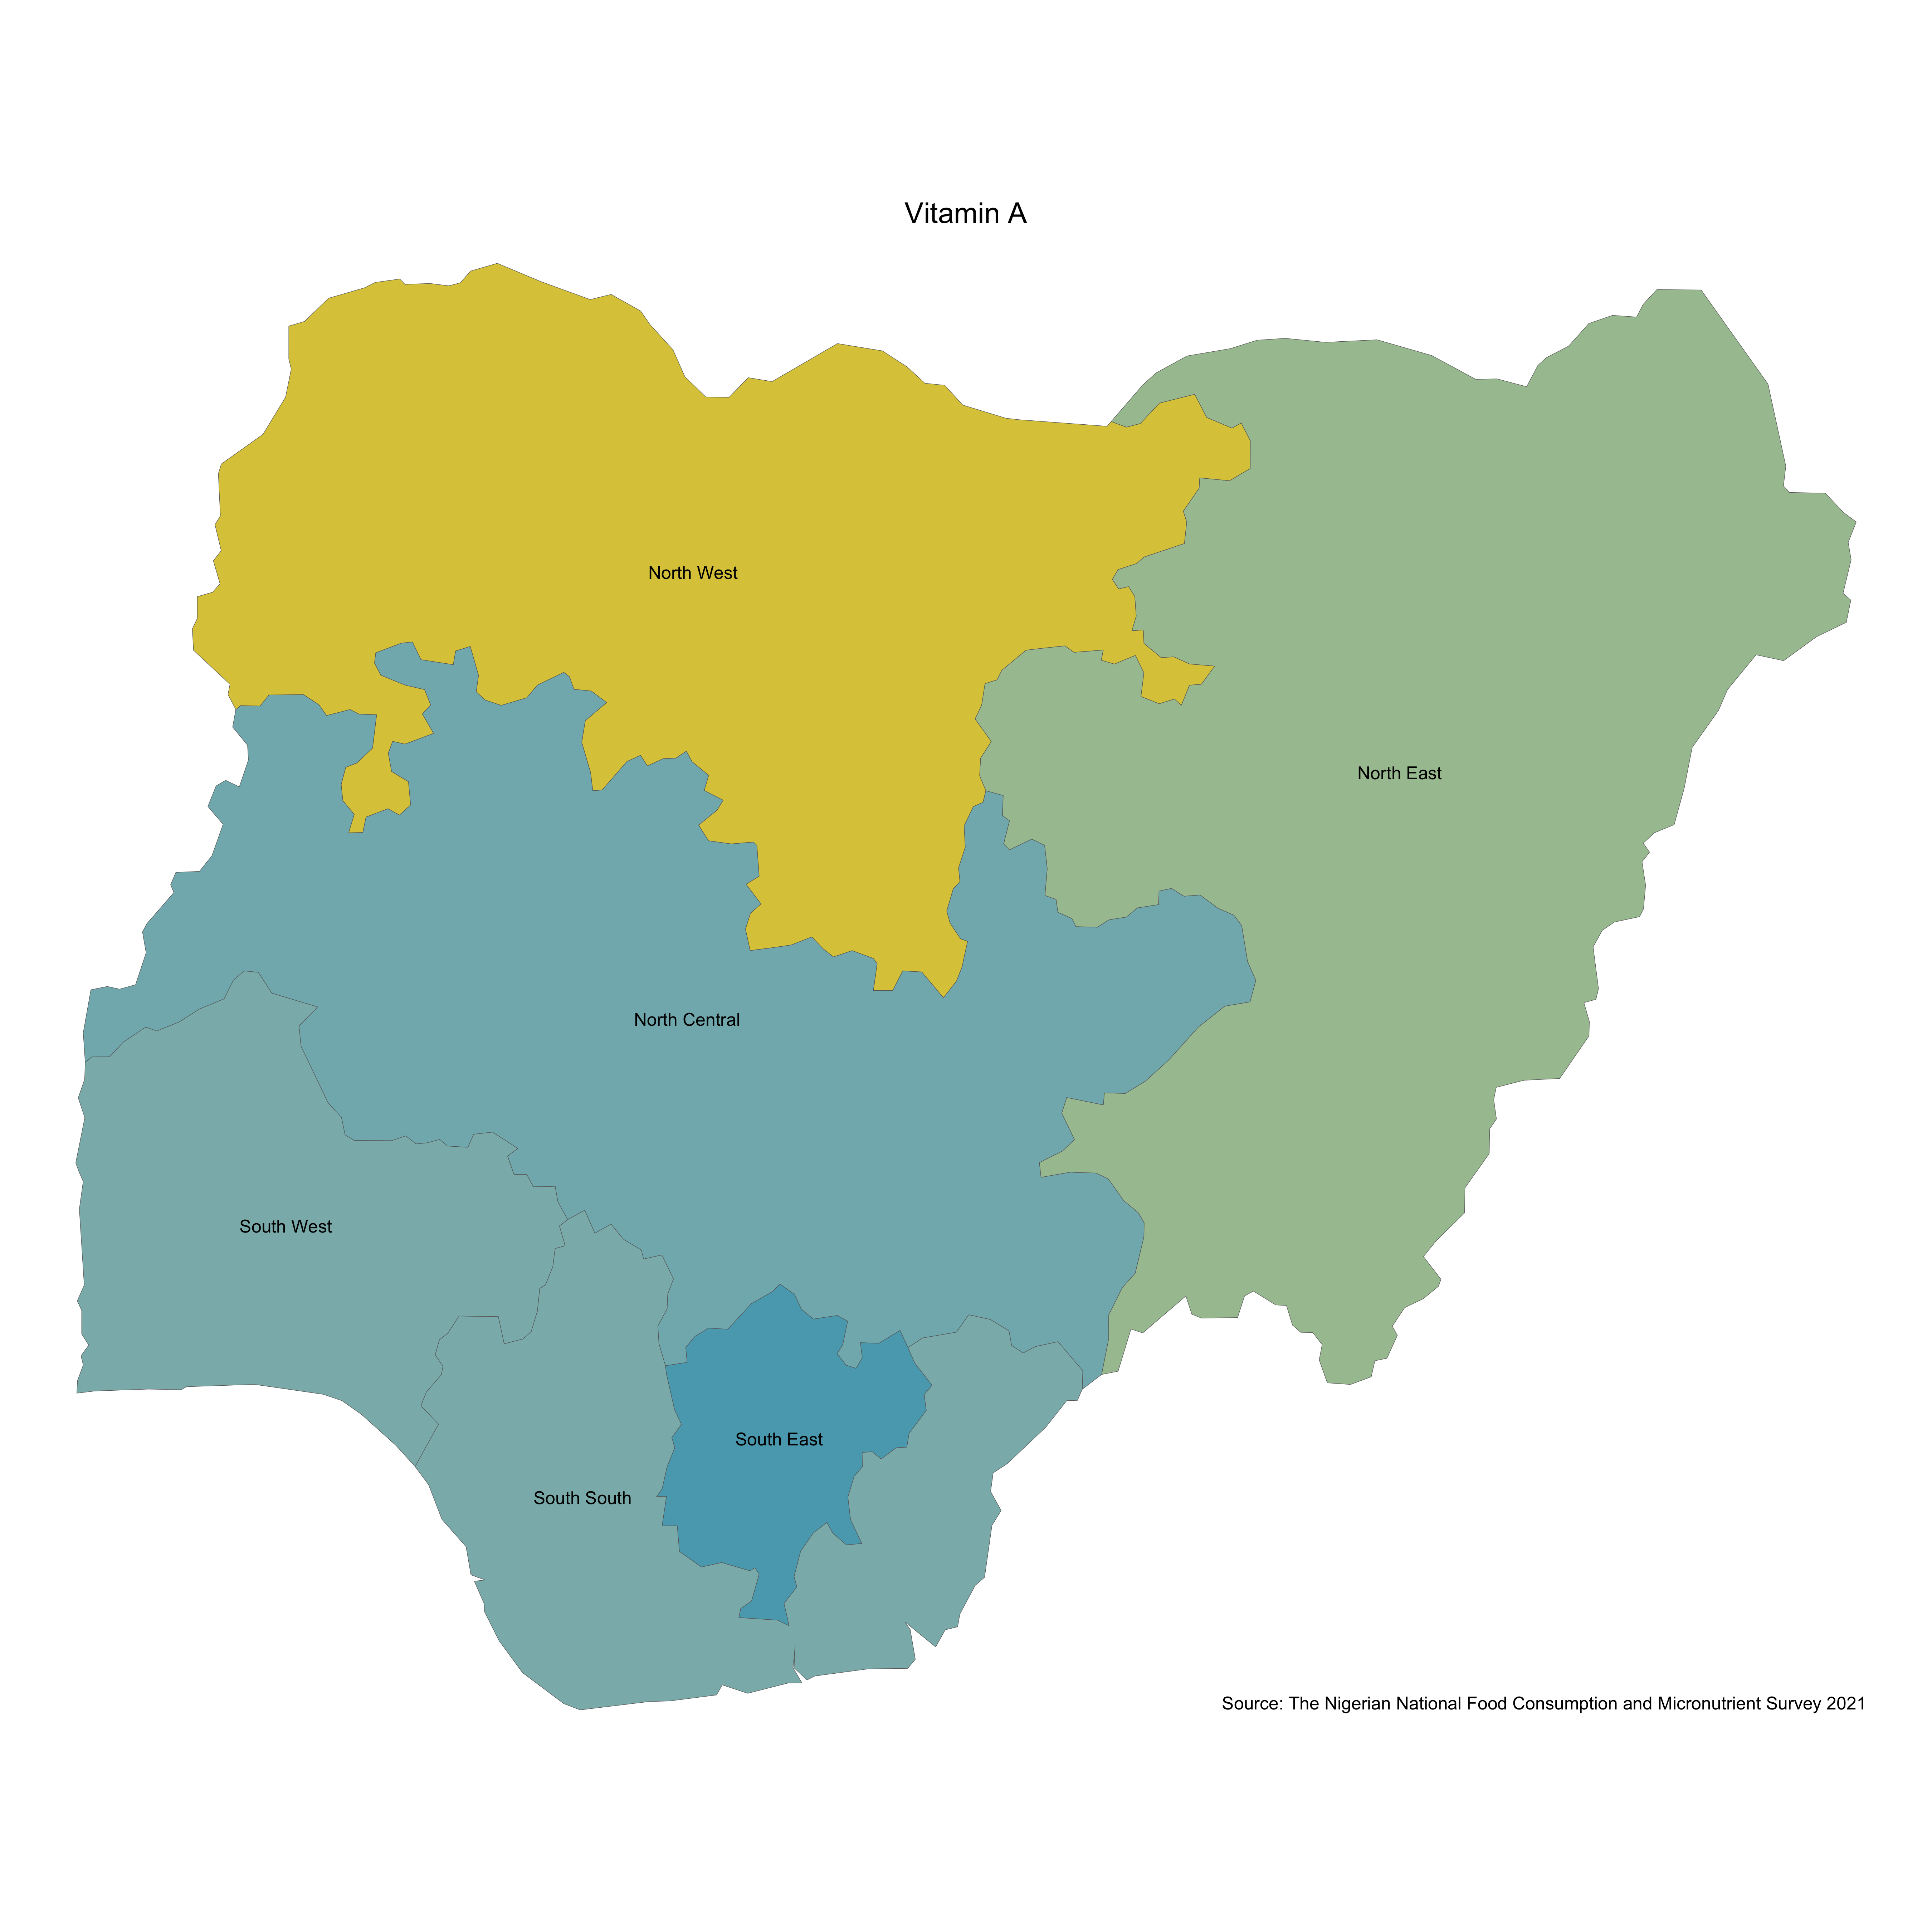 Vitamin A
North West
North East
North Central
South West
South East
South South
Source: The Nigerian National Food Consumption and Micronutrient Survey 2021